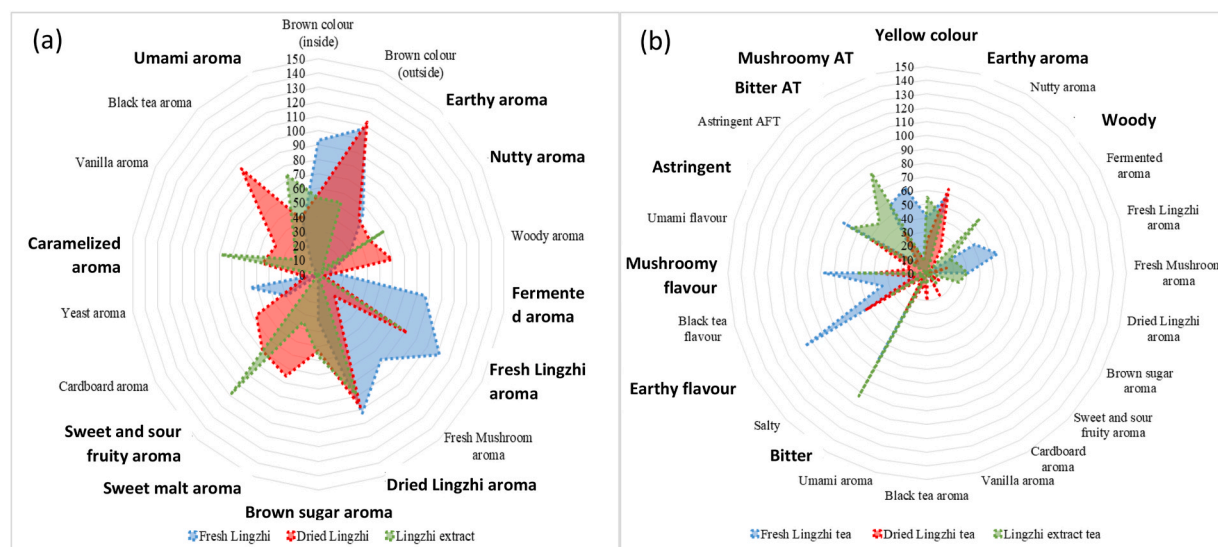 (a)
Brown colour
(inside)
Brown colour
(outside)
Earthy aroma
Nutty aroma
Woody aroma
Fermente
d aroma
Fresh Lingzhi
aroma
Fresh Mushroom
aroma
Dried Lingzhi aroma
Brown sugar aroma
Sweet malt aroma
Sweet and sour
fruity aroma
Cardboard aroma
Yeast aroma
Caramelized
aroma
Vanilla aroma
Black tea aroma
Umami aroma
150
140
130
120
110
100
90
80
70
60
50
40
30
20
10
0
Fresh Lingzhi
Dried Lingzhi
Lingzhi extract
(b)
Yellow colour
Earthy aroma
Nutty aroma
Woody
Fermented
aroma
Fresh Lingzhi
aroma
Fresh Mushroom
aroma
Dried Lingzhi
aroma
Brown sugar
aroma
Sweet and sour
fruity aroma
Cardboard
aroma
Vanilla aroma
Black tea aroma
Umami aroma
Bitter
Salty
Earthy flavour
Black tea
flavour
Mushroomy
flavour
Umami flavour
Astringent
Astringent AFT
Bitter AT
Mushroomy AT
150
140
130
120
110
100
90
80
70
60
50
40
30
20
10
0
Fresh Lingzhi tea
Dried Lingzhi tea
Lingzhi extract tea